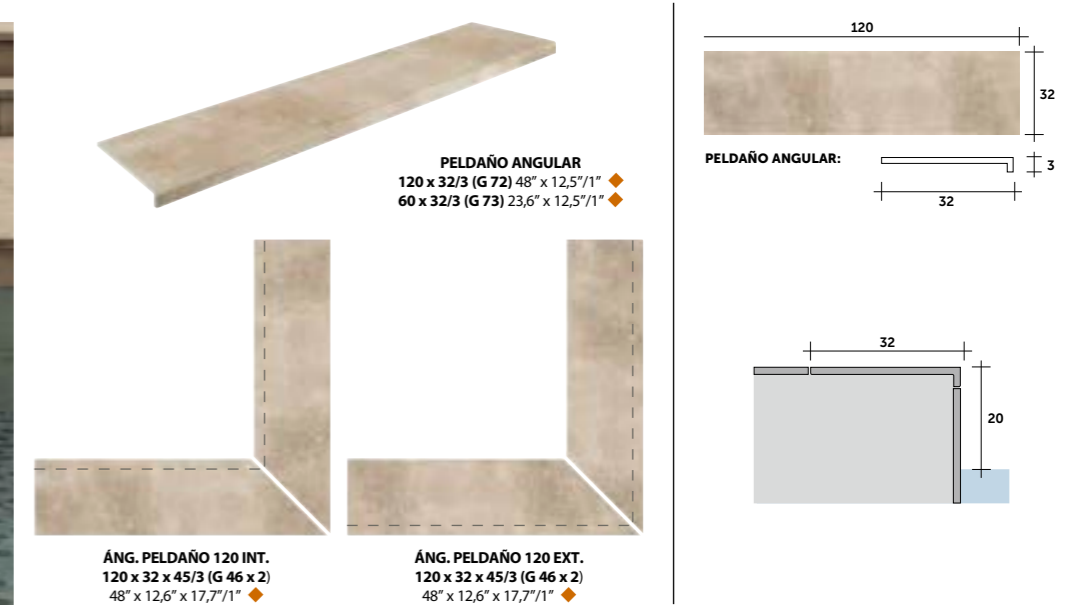 PELDAÑO ANGULAR
120 x 32/3 (G 72) 48” x 12,5”/1”
60 x 32/3 (G 73) 23,6” x 12,5”/1”
ÁNG. PELDAÑO 120 INT.
120 x 32 x 45/3 (G 46 x 2)
48” x 12,6” x 17,7”/1”
ÁNG. PELDAÑO 120 EXT.
120 x 32 x 45/3 (G 46 x 2)
48” x 12,6” x 17,7”/1”
120
32
PELDAÑO ANGULAR:
3
32
32
20